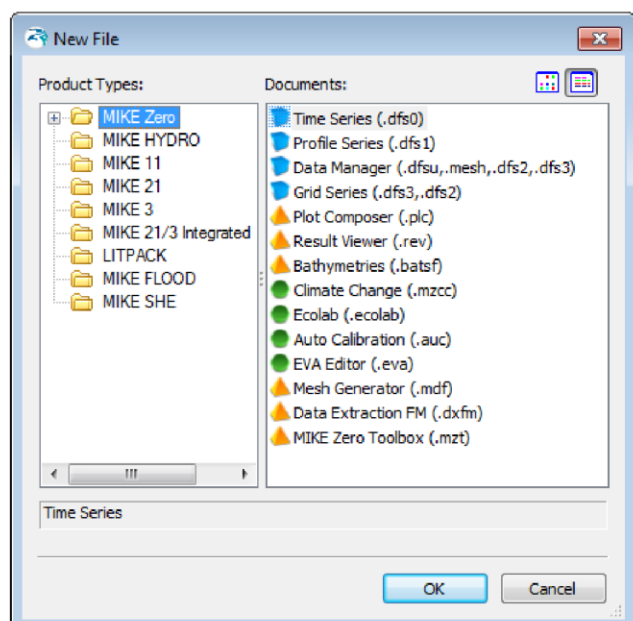 New File
Product Types:
Documents:
MIKE Zero
MIKE HYDRO
MIKE 11
MIKE 21
MIKE 3
MIKE 21/3 Integrated
LITPACK
MIKE FLOOD
MIKE SHE
Time Series (.dfs0)
Profile Series (.dfs1)
Data Manager (.dfsu,.mesh,.dfs2,.dfs3)
Grid Series (.dfs3,.dfs2)
Plot Composer (.plc)
Result Viewer (.rev)
Bathymetries (.batsf)
Climate Change (.mzcc)
Ecolab (.ecolab)
Auto Calibration (.auc)
EVA Editor (.eva)
Mesh Generator (.mdf)
Data Extraction FM (.dxfm)
MIKE Zero Toolbox (.mzt)
Time Series
OK
Cancel